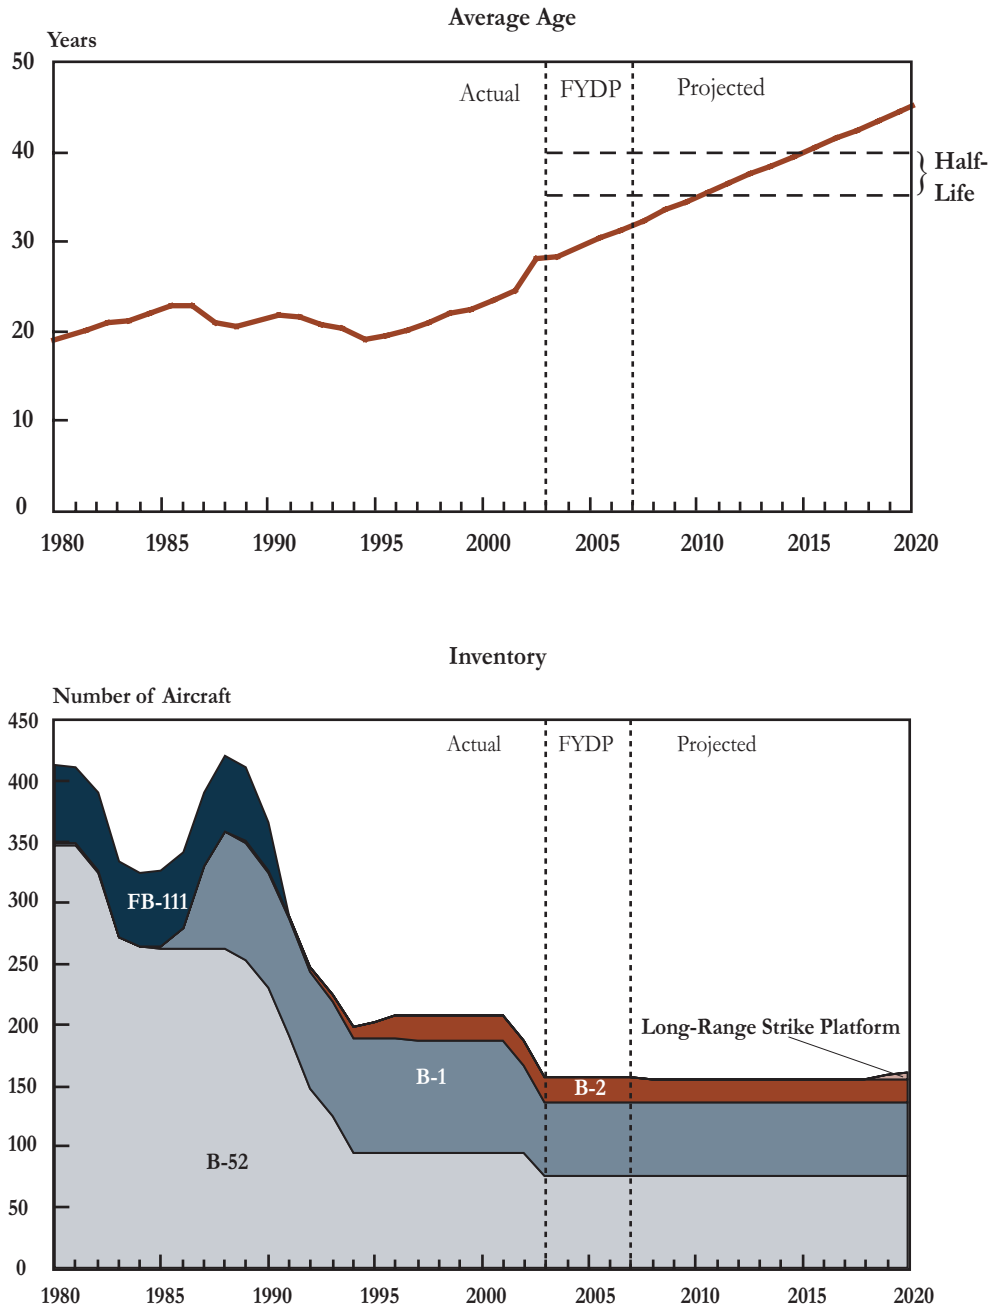 Average Age
Years
50
40
30
20
10
0
Actual
FYDP
Projected
Half-
Life
1980 1985 1990 1995 2000 2005 2010 2015 2020
Inventory
Number of Aircraft
450
400
350
300
250
200
150
100
50
0
Actual
FYDP
Projected
FB-111
Long-Range Strike Platform
B-1
B-2
B-52
1980 1985 1990 1995 2000 2005 2010 2015 2020